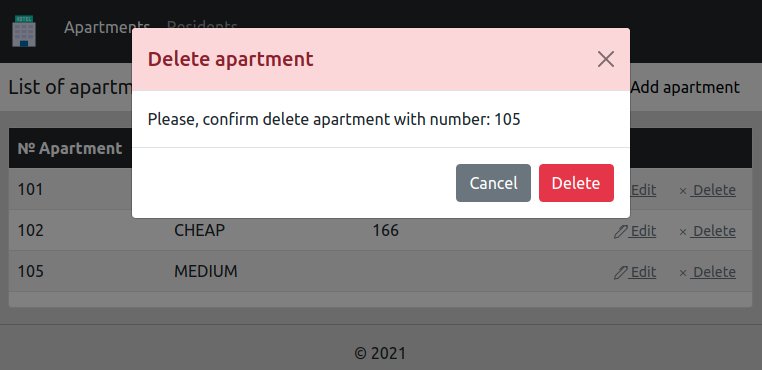 HOTEL
Apartments Residents
Delete apartment
List of apartm
Add apartment
Please, confirm delete apartment with number: 105
№ Apartment
Cancel Delete
101 Edit × Delete
102 CHEAP 166 Edit × Delete
105 MEDIUM Edit × Delete
© 2021